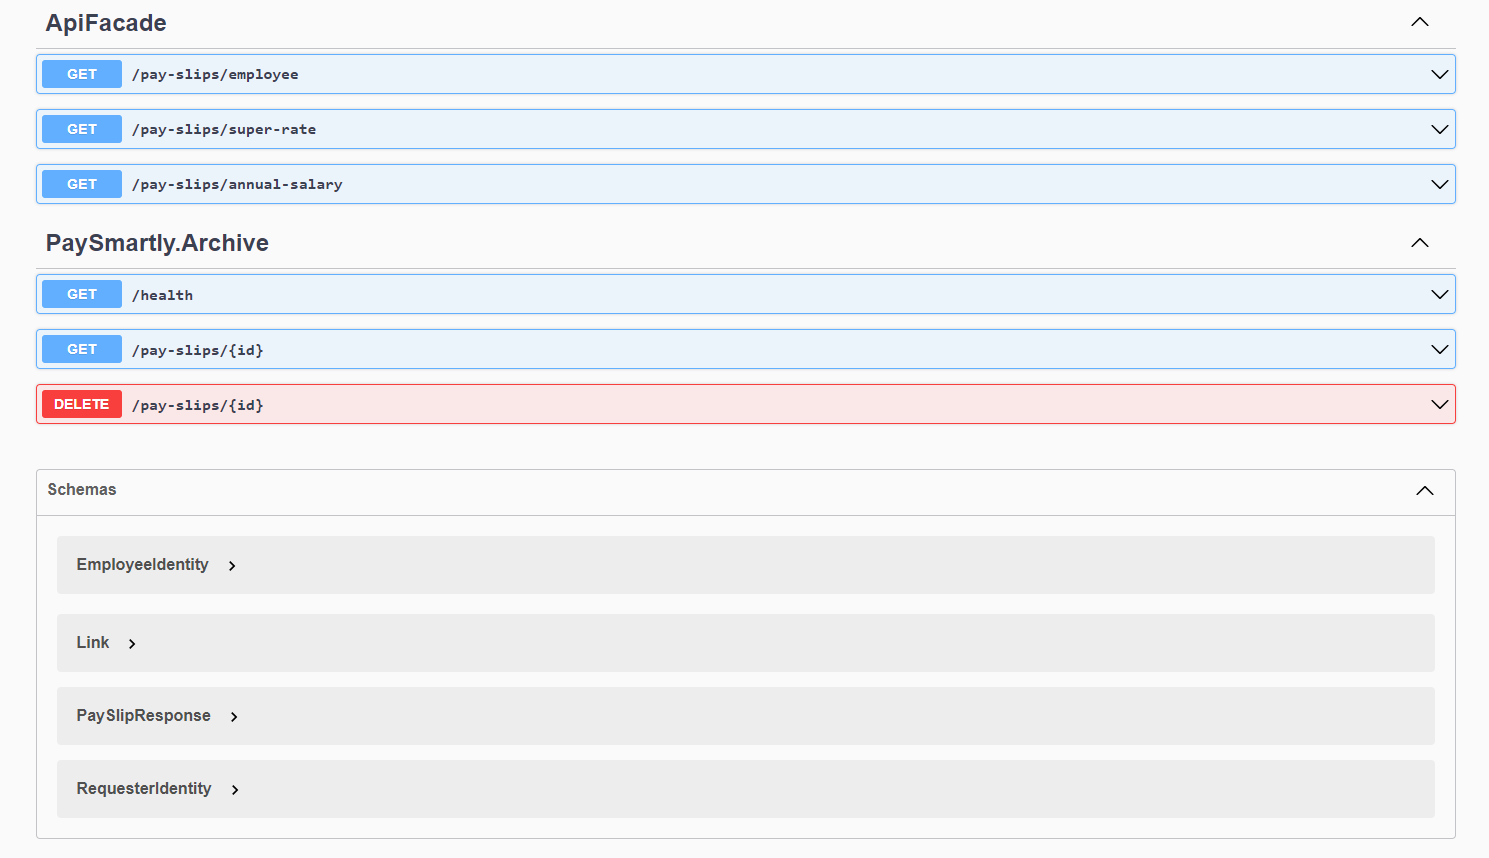 ApiFacade
GET /pay-slips/employee
GET /pay-slips/super-rate
GET /pay-slips/annual-salary
PaySmartly.Archive
GET /health
GET /pay-slips/{id}
DELETE /pay-slips/{id}
Schemas
EmployeeIdentity
Link
PaySlipResponse
RequesterIdentity